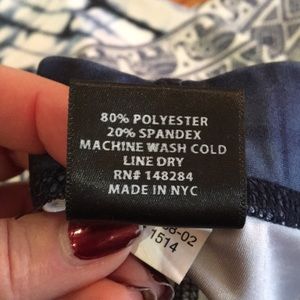 80% POLYESTER
20% SPANDEX
MACHINE WASH COLD
LINE DRY
RN# 148284
MADE IN NYC
1514